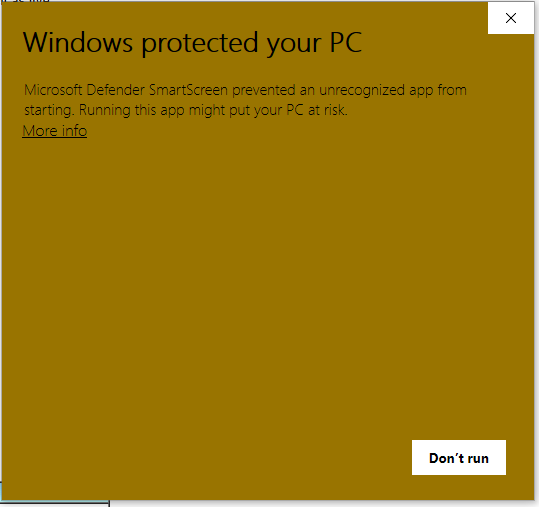 Windows protected your PC
Microsoft Defender SmartScreen prevented an unrecognized app from
starting. Running this app might put your PC at risk.
More info
Don't run